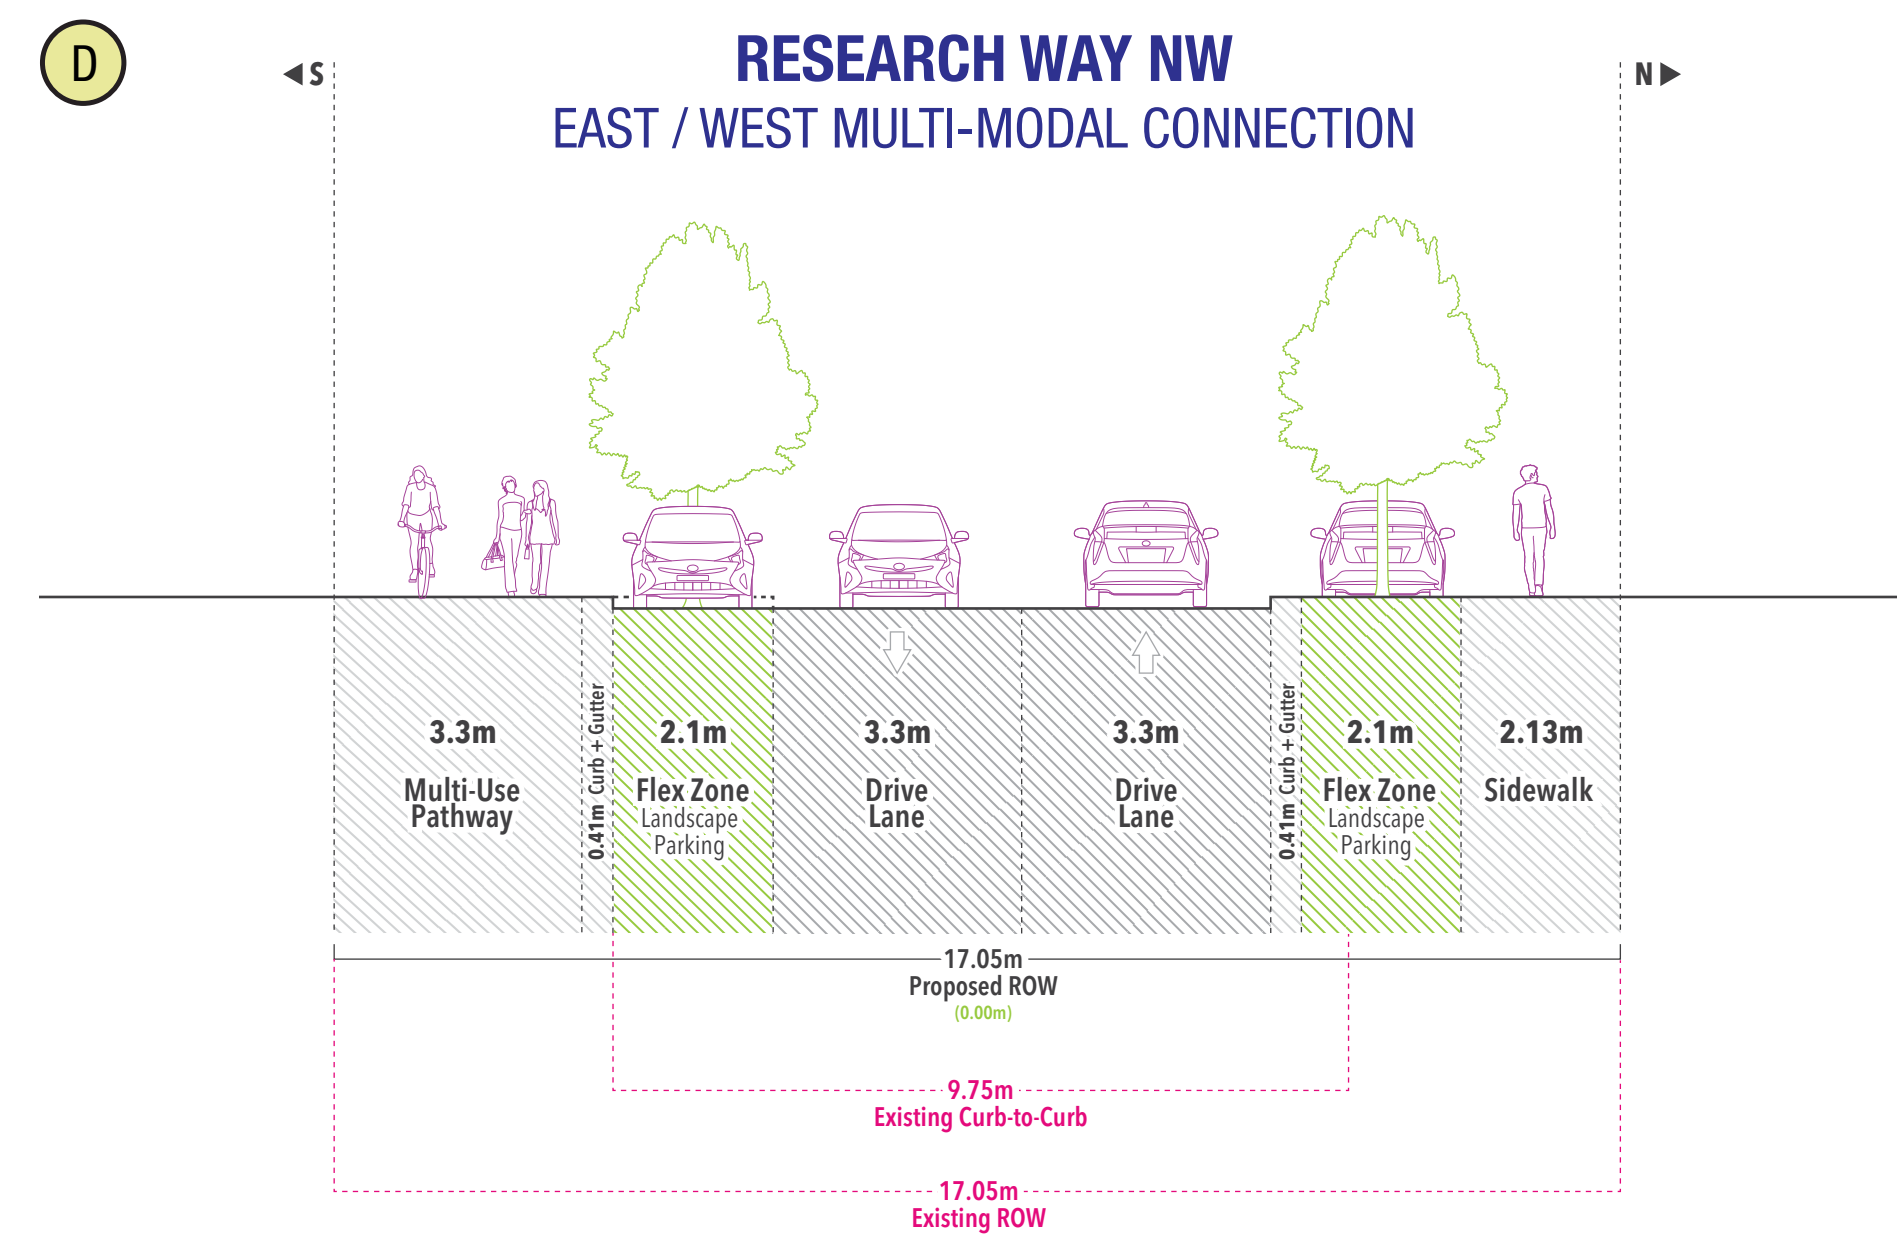 D
S
RESEARCH WAY NW
N
EAST / WEST MULTI-MODAL CONNECTION
3.3m
Multi-Use
Pathway
0.41m Curb + Gutter
2.1m
Flex Zone
Landscape
Parking
3.3m
Drive
Lane
3.3m
Drive
Lane
0.41m Curb + Gutter
2.1m
Flex Zone
Landscape
Parking
2.13m
Sidewalk
17.05m
Proposed ROW
(0.00m)
9.75m
Existing Curb-to-Curb
17.05m
Existing ROW